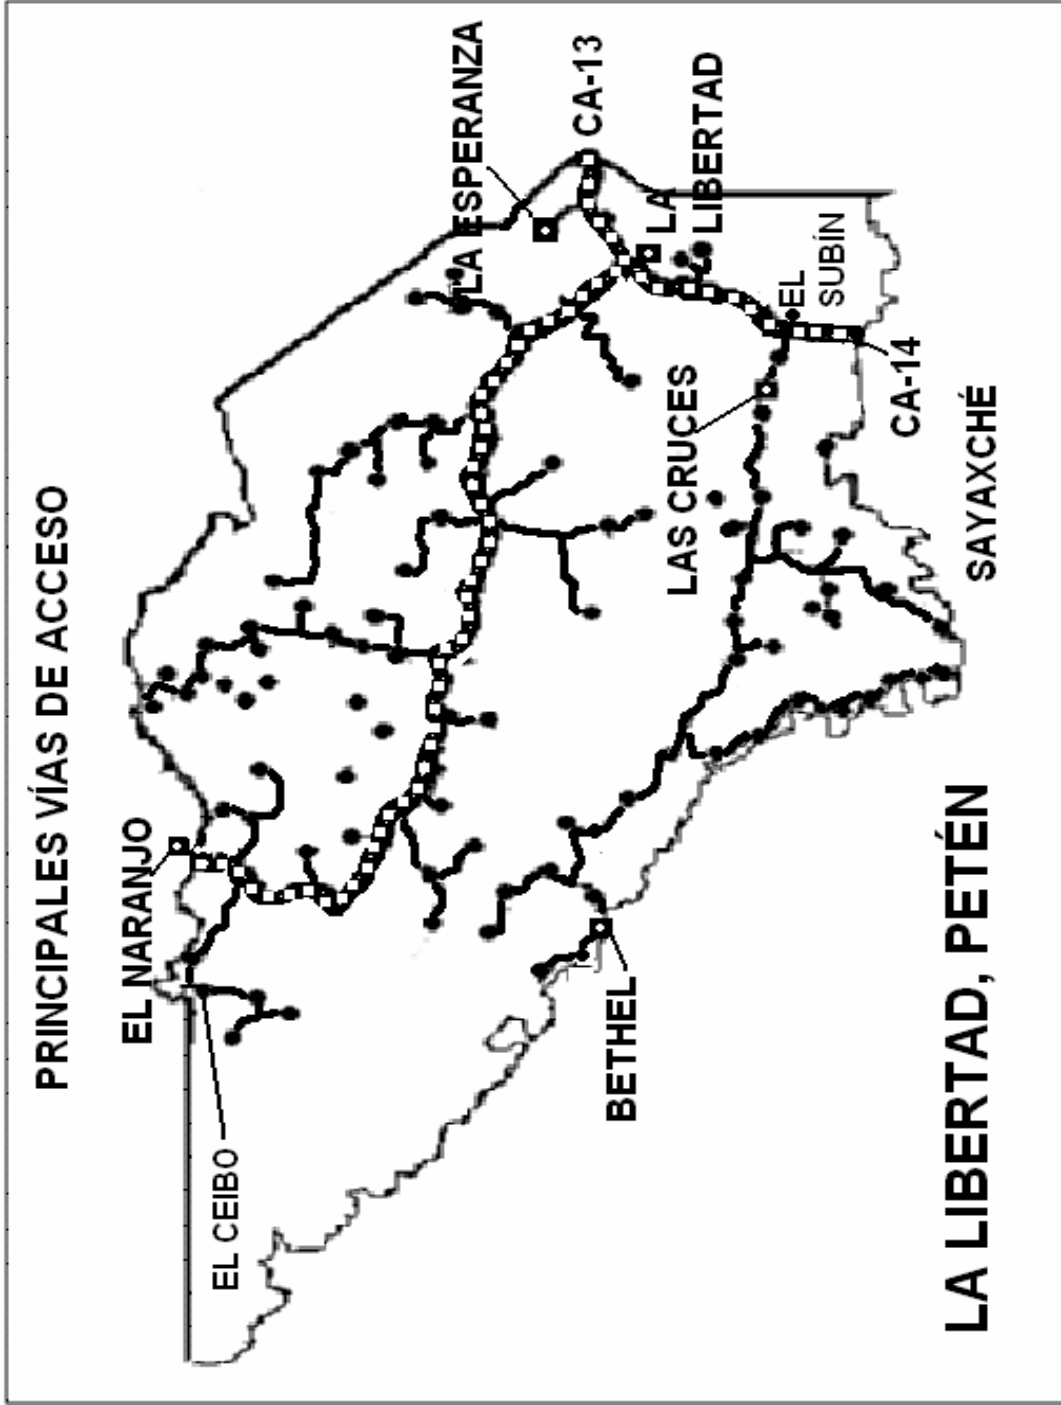 PRINCIPALES VÍAS DE ACCESO
EL NARANJO
LA ESPERANZA
CA-13
EL CEIBO
LA
LIBERTAD
BETHEL
LAS CRUCES
EL
SUBÍN
CA-14
SAYAXCHÉ
LA LIBERTAD, PETÉN